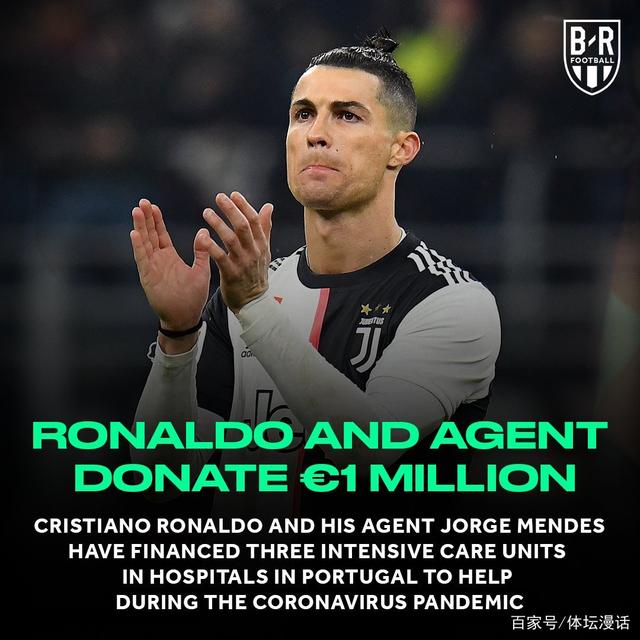 B/R
FOOTBALL
JUVENTUS
RONALDO AND AGENT
DONATE €1 MILLION
CRISTIANO RONALDO AND HIS AGENT JORGE MENDES
HAVE FINANCED THREE INTENSIVE CARE UNITS
IN HOSPITALS IN PORTUGAL TO HELP
DURING THE CORONAVIRUS PANDEMIC
百家号/体坛漫话